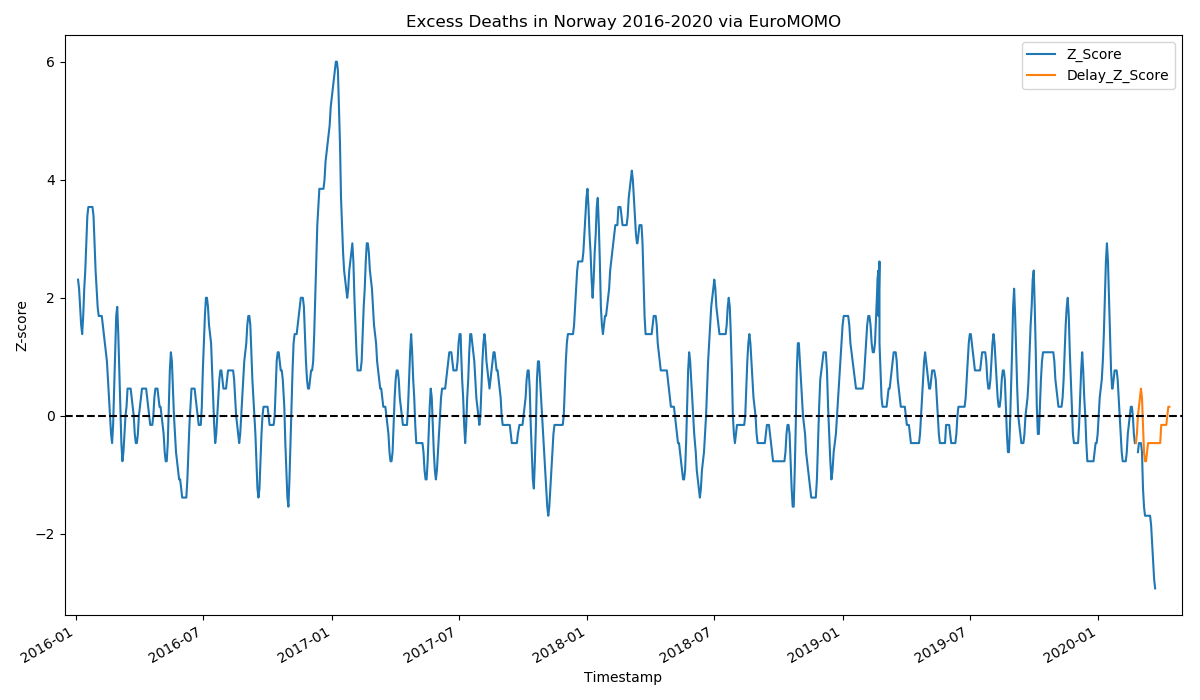 Excess Deaths in Norway 2016-2020 via EuroMOMO
Z_Score
Delay_Z_Score
6
4
2
0
−2
Z-score
2016-01
2016-07
2017-01
2017-07
2018-01
2018-07
2019-01
2019-07
2020-01
Timestamp